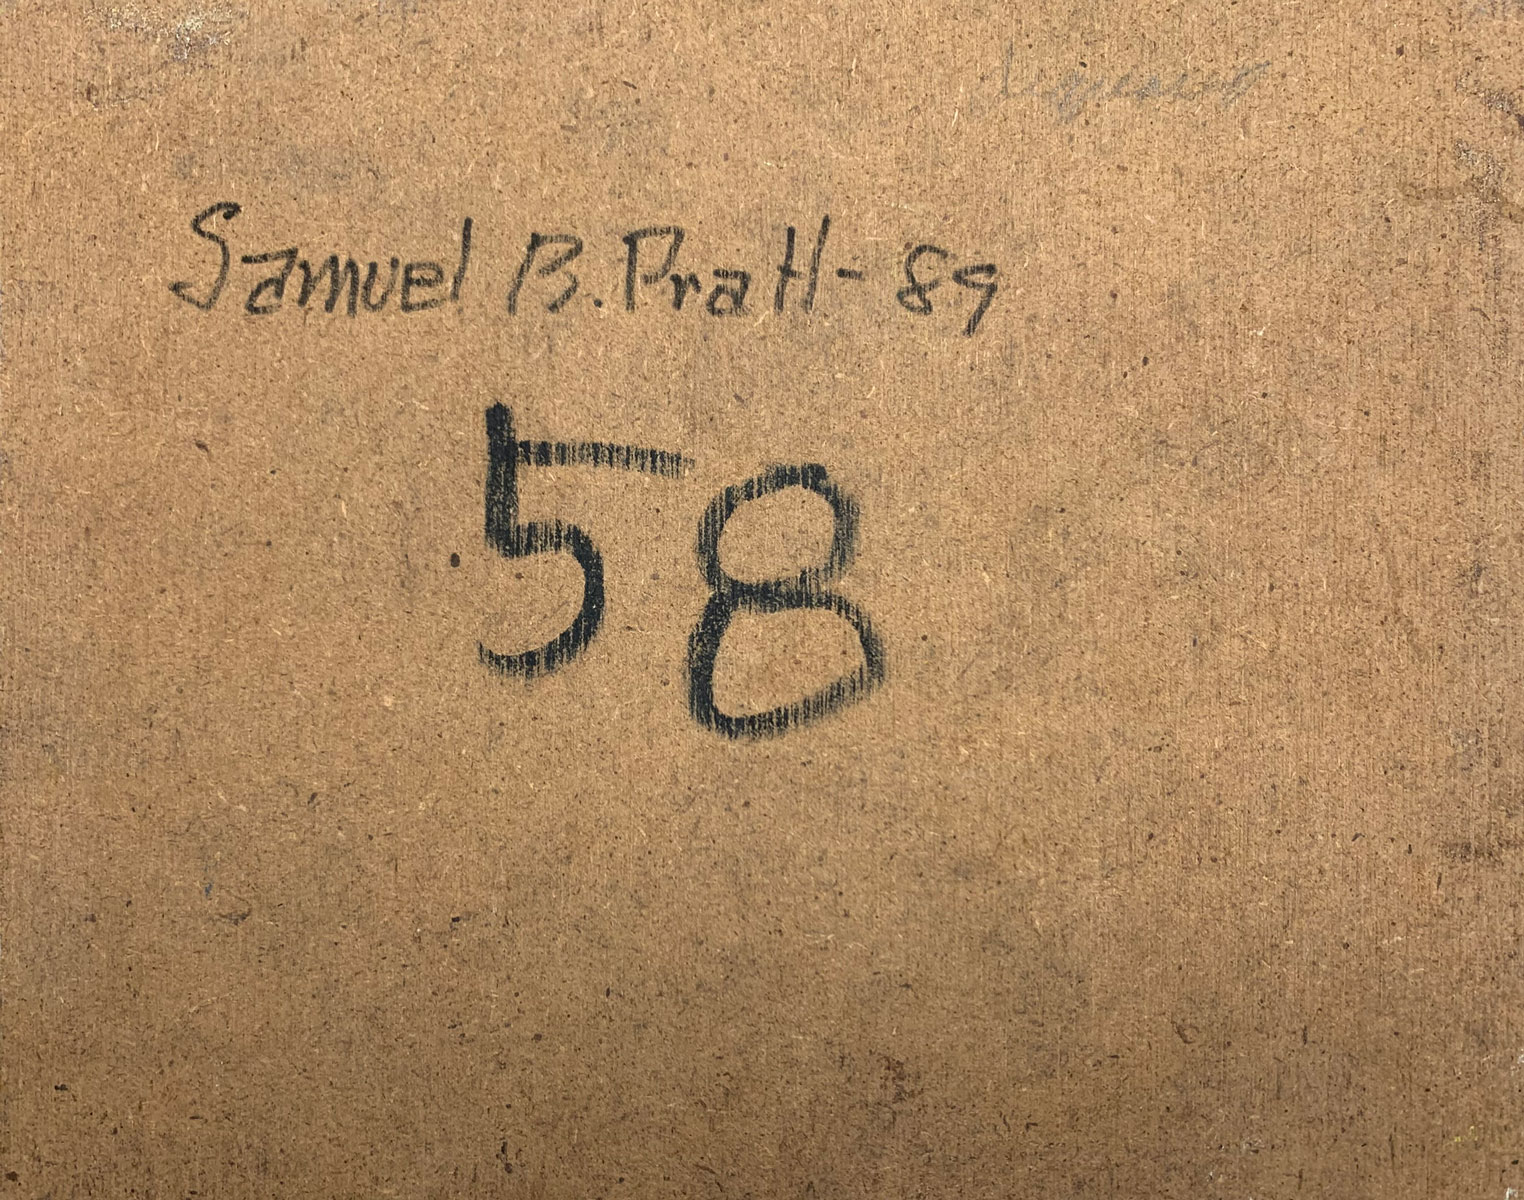 Samuel B. Pratt - 89
58